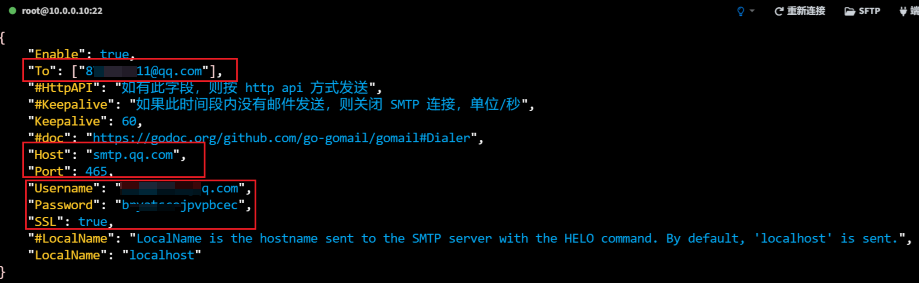 root@10.0.0.10:22 重新连接 SFTP
{
"Enable": true,
"To": ["8 11@qq.com"],
"#HttpAPI": "如有此字段, 则按 http api 方式发送",
"#Keepalive": "如果此时间段内没有邮件发送, 则关闭 SMTP 连接, 单位/秒",
"Keepalive": 60,
"#doc": "https://godoc.org/github.com/go-gomail/gomail#Dialer",
"Host": "smtp.qq.com",
"Port": 465,
"Username": " q.com",
"Password": " jpvpbcec",
"SSL": true,
"#LocalName": "LocalName is the hostname sent to the SMTP server with the HELO command. By default, 'localhost' is sent.",
"LocalName": "localhost"
}